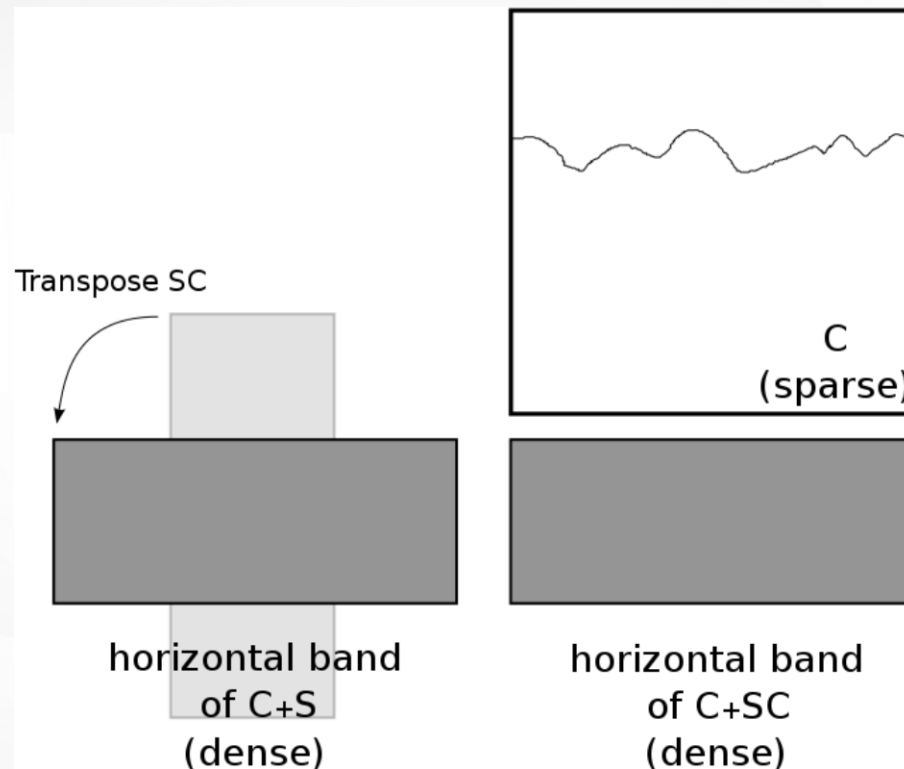 Transpose SC
C
(sparse)
horizontal band
of C+S
(dense)
horizontal band
of C+SC
(dense)